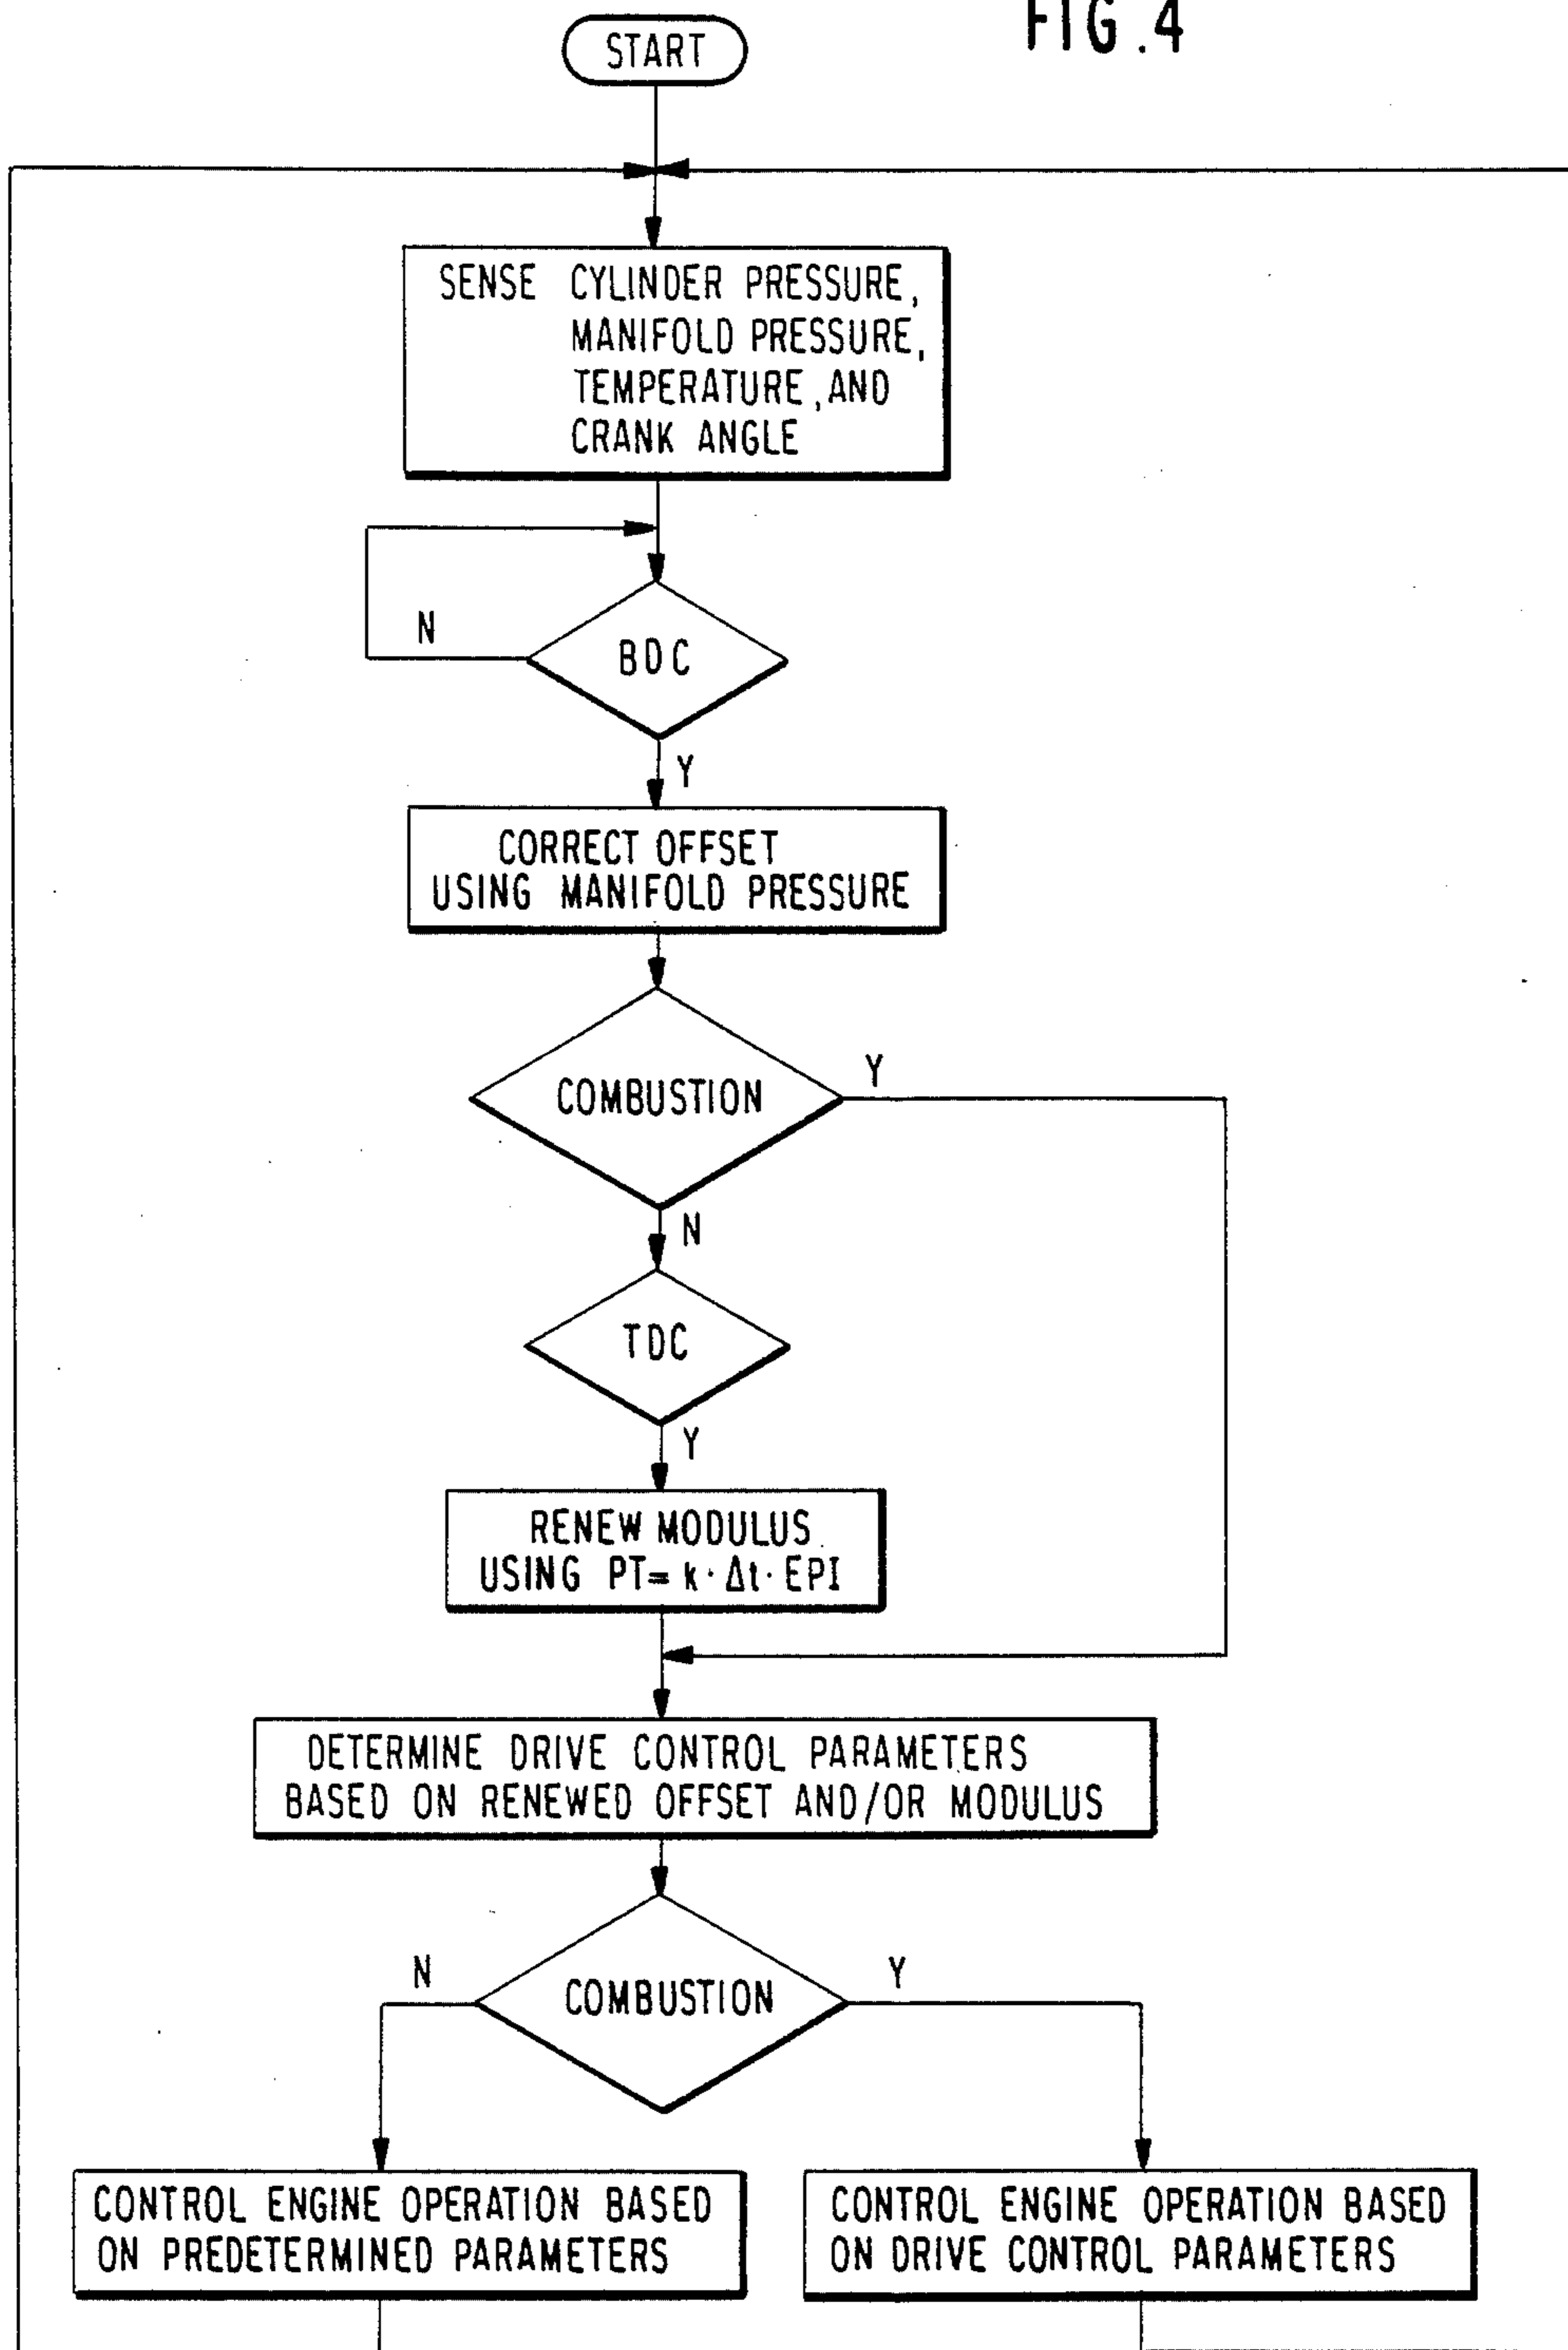 FIG.4
START
SENSE CYLINDER PRESSURE,
MANIFOLD PRESSURE,
TEMPERATURE,AND
CRANK ANGLE
N
BDC
Y
CORRECT OFFSET
USING MANIFOLD PRESSURE
COMBUSTION
Y
N
TDC
Y
RENEW MODULUS
USING PT= k·Δt·EPI
DETERMINE DRIVE CONTROL PARAMETERS
BASED ON RENEWED OFFSET AND/OR MODULUS
N
COMBUSTION
Y
CONTROL ENGINE OPERATION BASED
ON PREDETERMINED PARAMETERS
CONTROL ENGINE OPERATION BASED
ON DRIVE CONTROL PARAMETERS